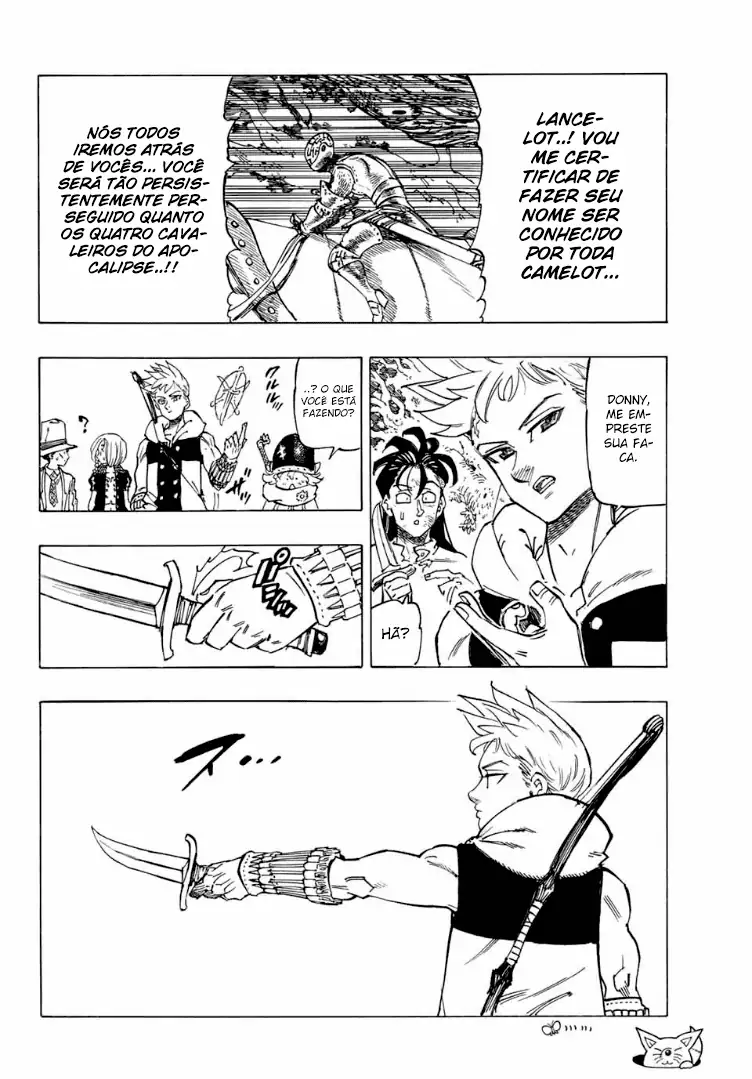 LANCE-
LOT..! VOU
ME CER-
TIFICAR DE
FAZER SEU
NOME SER
CONHECIDO
POR TODA
CAMELOT...
NÓS TODOS
IREMOS ATRÁS
DE VOCÊS... VOCÊ
SERÁ TÃO PERSIS-
TENTEMENTE PER-
SEGUIDO QUANTO
OS QUATRO CAVA-
LEIROS DO APO-
CALIPSE..!!
..? O QUE
VOCÊ ESTÁ
FAZENDO?
?
DONNY,
ME EM-
PRESTE
SUA FA-
CA.
HÃ?
ス...